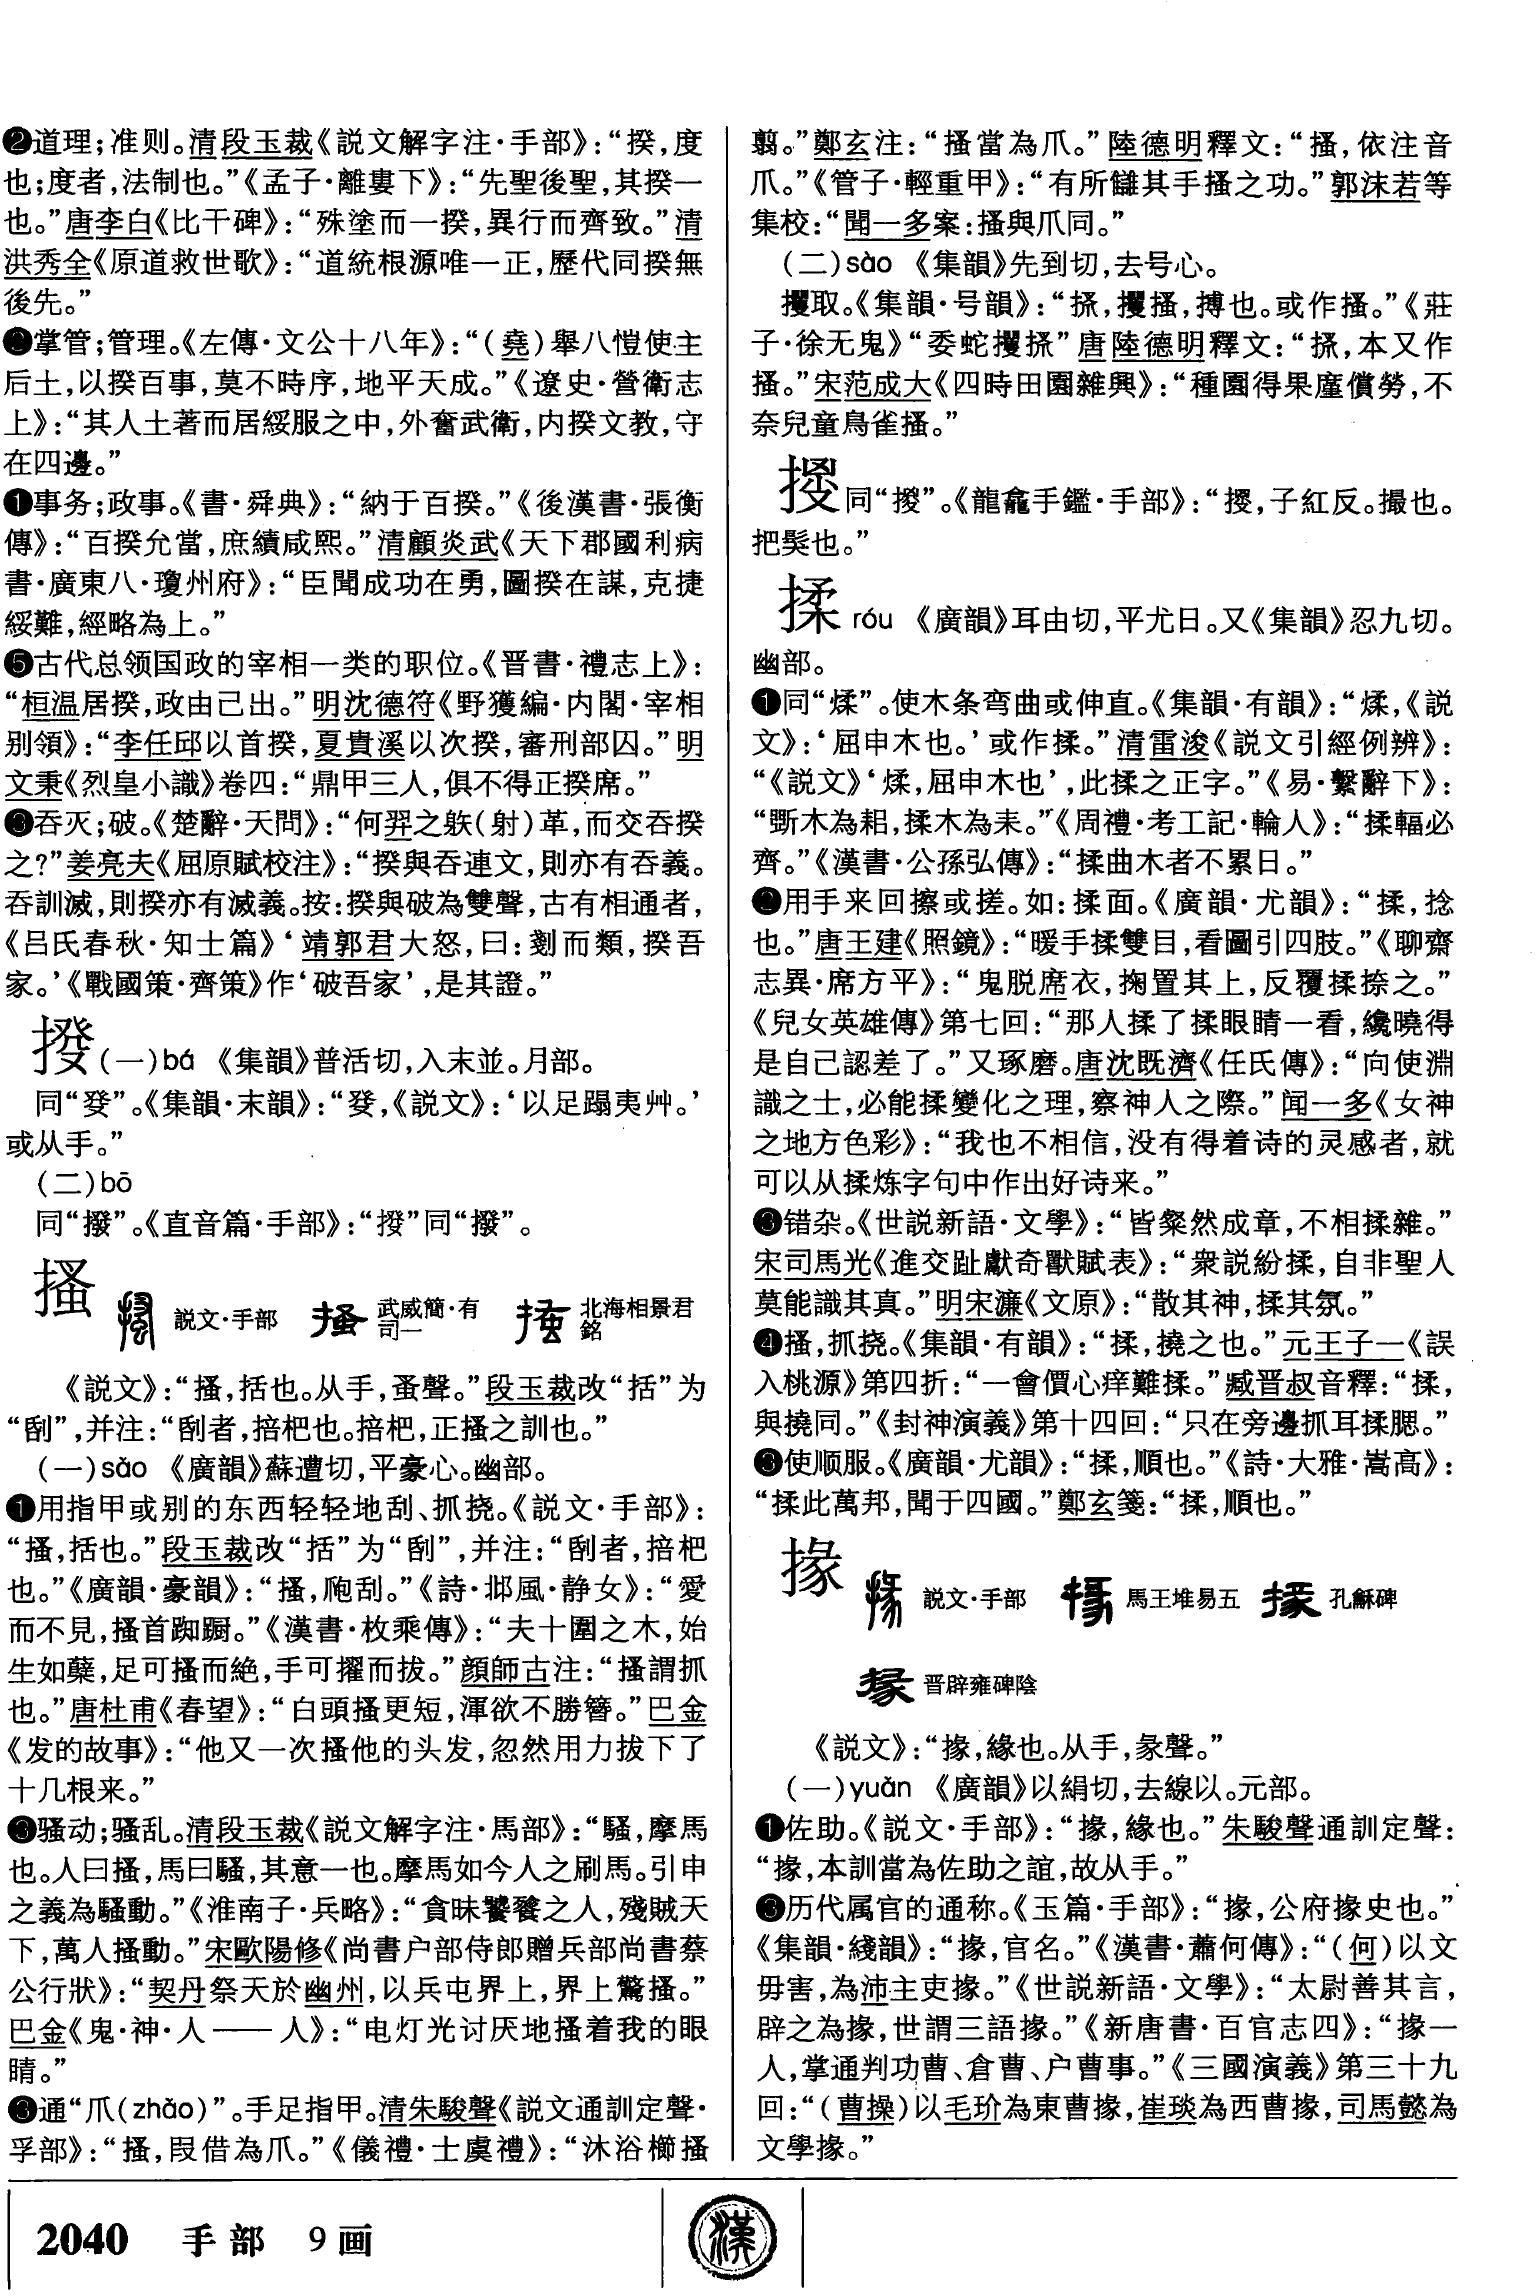 ❷道理;准则。清段玉裁《説文解字注·手部》:“揆,度
也;度者,法制也。”《孟子·離婁下》:“先聖後聖,其揆一
也。”唐李白《比干碑》:“殊塗而一揆,異行而齊致。”清
洪秀全《原道救世歌》:“道統根源唯一正,歷代同揆無
後先。”
❸掌管;管理。《左傳·文公十八年》:“(堯)舉八愷使主
后土,以揆百事,莫不時序,地平天成。”《遼史·營衛志
上》:“其人土著而居綏服之中,外奮武衛,内揆文教,守
在四邊。”
❶事务;政事。《書·舜典》:“納于百揆。”《後漢書·張衡
傳》:“百揆允當,庶績咸熙。”清顧炎武《天下郡國利病
書·廣東八·瓊州府》:“臣聞成功在勇,圖揆在謀,克捷
綏難,經略為上。”
❺古代总领国政的宰相一类的职位。《晋書·禮志上》:
“桓温居揆,政由己出。”明沈德符《野獲編·内閣·宰相
别領》:“李任邱以首揆,夏貴溪以次揆,審刑部囚。”明
文秉《烈皇小識》卷四:“鼎甲三人,俱不得正揆席。”
❸吞灭;破。《楚辭·天問》:“何羿之䠶(射)革,而交吞揆
之?”姜亮夫《屈原賦校注》:“揆與吞連文,則亦有吞義。
吞訓滅,則揆亦有滅義。按:揆與破為雙聲,古有相通者,
《吕氏春秋·知士篇》‘靖郭君大怒,曰:剗而類,揆吾
家。’《戰國策·齊策》作‘破吾家’,是其證。”
(一)bá 《集韻》普活切,入末並。月部。
同“癹”。《集韻·末韻》:“癹,《説文》:‘以足蹋夷艸。’
或从手。”
(二)bō
同“撥”。《直音篇·手部》:“𢰳”同“撥”。
搔
説文·手部 武威簡·有司一 北海相景君銘
《説文》:“搔,括也。从手,蚤聲。”段玉裁改“括”为
“刮”,并注:“刮者,掊杷也。掊杷,正搔之訓也。”
(一)sāo 《廣韻》蘇遭切,平豪心。幽部。
❶用指甲或别的东西轻轻地刮、抓挠。《説文·手部》:
“搔,括也。”段玉裁改“括”为“刮”,并注:“刮者,掊杷
也。”《廣韻·豪韻》:“搔,爮刮。”《詩·邶風·静女》:“愛
而不見,搔首踟蹰。”《漢書·枚乘傳》:“夫十圍之木,始
生如蘖,足可搔而絶,手可擢而拔。”顔師古注:“搔謂抓
也。”唐杜甫《春望》:“白頭搔更短,渾欲不勝簪。”巴金
《发的故事》:“他又一次搔他的头发,忽然用力拔下了
十几根来。”
❸骚动;骚乱。清段玉裁《説文解字注·馬部》:“騷,摩馬
也。人曰搔,馬曰騷,其意一也。摩馬如今人之刷馬。引申
之義為騷動。”《淮南子·兵略》:“貪昧饕餮之人,殘賊天
下,萬人搔動。”宋歐陽修《尚書户部侍郎贈兵部尚書蔡
公行狀》:“契丹祭天於幽州,以兵屯界上,界上驚搔。”
巴金《鬼·神·人——人》:“电灯光讨厌地搔着我的眼
睛。”
❸通“爪(zhǎo)”。手足指甲。清朱駿聲《説文通訓定聲·
孚部》:“搔,叚借為爪。”《儀禮·士虞禮》:“沐浴櫛搔
翦。”鄭玄注:“搔當為爪。”陸德明釋文:“搔,依注音
爪。”《管子·輕重甲》:“有所讎其手搔之功。”郭沫若等
集校:“聞一多案:搔與爪同。”
(二)sào 《集韻》先到切,去号心。
攫取。《集韻·号韻》:“㧲,攫搔,搏也。或作搔。”《莊
子·徐无鬼》“委蛇攫㧲”唐陸德明釋文:“㧲,本又作
搔。”宋范成大《四時田園雜興》:“種園得果廑償勞,不
奈兒童鳥雀搔。”
同“揫”。《龍龕手鑑·手部》:“㨑,子紅反。撮也。
把髮也。”
揉 róu 《廣韻》耳由切,平尤日。又《集韻》忍九切。
幽部。
❶同“煣”。使木条弯曲或伸直。《集韻·有韻》:“煣,《説
文》:‘屈申木也。’或作揉。”清雷浚《説文引經例辨》:
“《説文》‘煣,屈申木也’,此揉之正字。”《易·繫辭下》:
“斲木為耜,揉木為耒。”《周禮·考工記·輪人》:“揉輻必
齊。”《漢書·公孫弘傳》:“揉曲木者不累日。”
❷用手来回擦或搓。如:揉面。《廣韻·尤韻》:“揉,捻
也。”唐王建《照鏡》:“暖手揉雙目,看圖引四肢。”《聊齋
志異·席方平》:“鬼脱席衣,掬置其上,反覆揉捺之。”
《兒女英雄傳》第七回:“那人揉了揉眼睛一看,纔曉得
是自己認差了。”又琢磨。唐沈既濟《任氏傳》:“向使淵
識之士,必能揉變化之理,察神人之際。”闻一多《女神
之地方色彩》:“我也不相信,没有得着诗的灵感者,就
可以从揉炼字句中作出好诗来。”
❸错杂。《世説新語·文學》:“皆粲然成章,不相揉雜。”
宋司馬光《進交趾獻奇獸賦表》:“衆説紛揉,自非聖人
莫能識其真。”明宋濂《文原》:“散其神,揉其氛。”
❹搔,抓挠。《集韻·有韻》:“揉,撓之也。”元王子一《誤
入桃源》第四折:“一會價心痒難揉。”臧晋叔音釋:“揉,
與撓同。”《封神演義》第十四回:“只在旁邊抓耳揉腮。”
❸使顺服。《廣韻·尤韻》:“揉,順也。”《詩·大雅·嵩高》:
“揉此萬邦,聞于四國。”鄭玄箋:“揉,順也。”
掾
説文·手部 馬王堆易五 孔龢碑
晋辟雍碑陰
《説文》:“掾,緣也。从手,彖聲。”
(一)yuǎn 《廣韻》以絹切,去線以。元部。
❶佐助。《説文·手部》:“掾,緣也。”朱駿聲通訓定聲:
“掾,本訓當為佐助之誼,故从手。”
❸历代属官的通称。《玉篇·手部》:“掾,公府掾史也。”
《集韻·綫韻》:“掾,官名。”《漢書·蕭何傳》:“(何)以文
毋害,為沛主吏掾。”《世説新語·文學》:“太尉善其言,
辟之為掾,世謂三語掾。”《新唐書·百官志四》:“掾一
人,掌通判功曹、倉曹、户曹事。”《三國演義》第三十九
回:“(曹操)以毛玠為東曹掾,崔琰為西曹掾,司馬懿為
文學掾。”
2040 手部 9画
漢